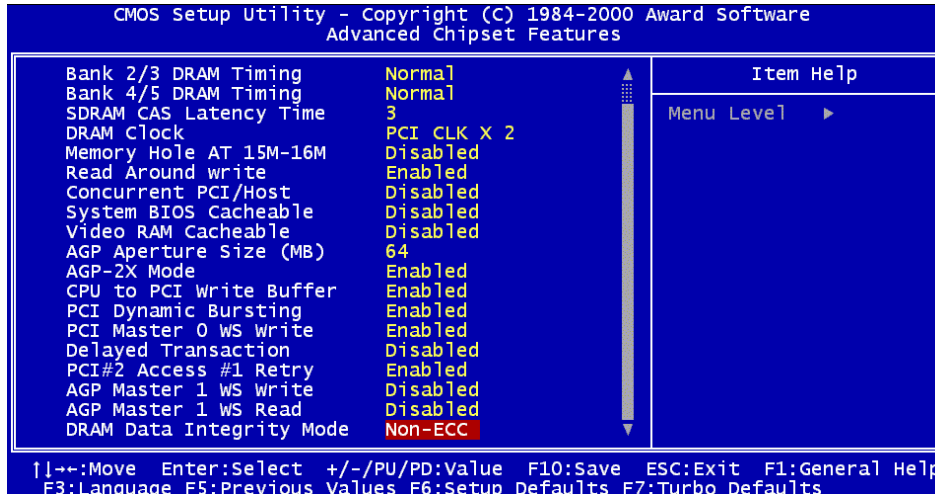 CMOS Setup Utility - Copyright (C) 1984-2000 Award Software
Advanced Chipset Features
Bank 2/3 DRAM Timing Normal
Bank 4/5 DRAM Timing Normal
SDRAM CAS Latency Time 3
DRAM Clock PCI CLK X 2
Memory Hole AT 15M-16M Disabled
Read Around write Enabled
Concurrent PCI/Host Disabled
System BIOS Cacheable Disabled
Video RAM Cacheable Disabled
AGP Aperture Size (MB) 64
AGP-2X Mode Enabled
CPU to PCI Write Buffer Enabled
PCI Dynamic Bursting Enabled
PCI Master 0 WS Write Enabled
Delayed Transaction Disabled
PCI#2 Access #1 Retry Enabled
AGP Master 1 WS Write Disabled
AGP Master 1 WS Read Disabled
DRAM Data Integrity Mode Non-ECC
Item Help
Menu Level ▶
↑↓→←:Move Enter:Select +/-/PU/PD:Value F10:Save ESC:Exit F1:General Help
F3:Language F5:Previous Values F6:Setup Defaults F7:Turbo Defaults